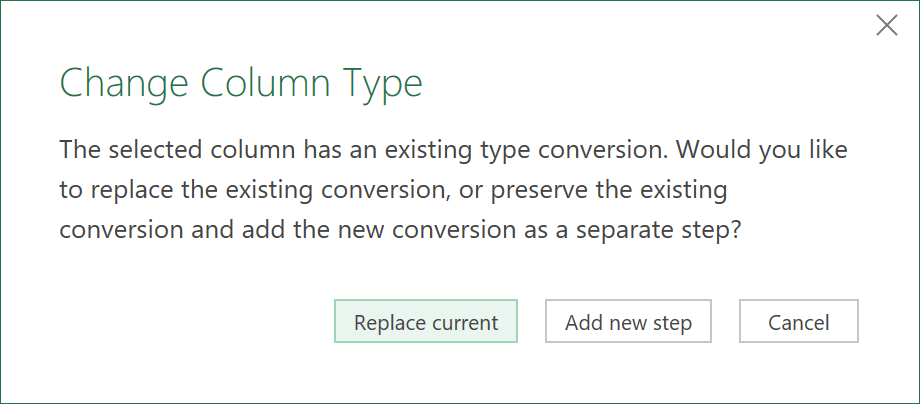 Change Column Type
The selected column has an existing type conversion. Would you like
to replace the existing conversion, or preserve the existing
conversion and add the new conversion as a separate step?
Replace current
Add new step
Cancel